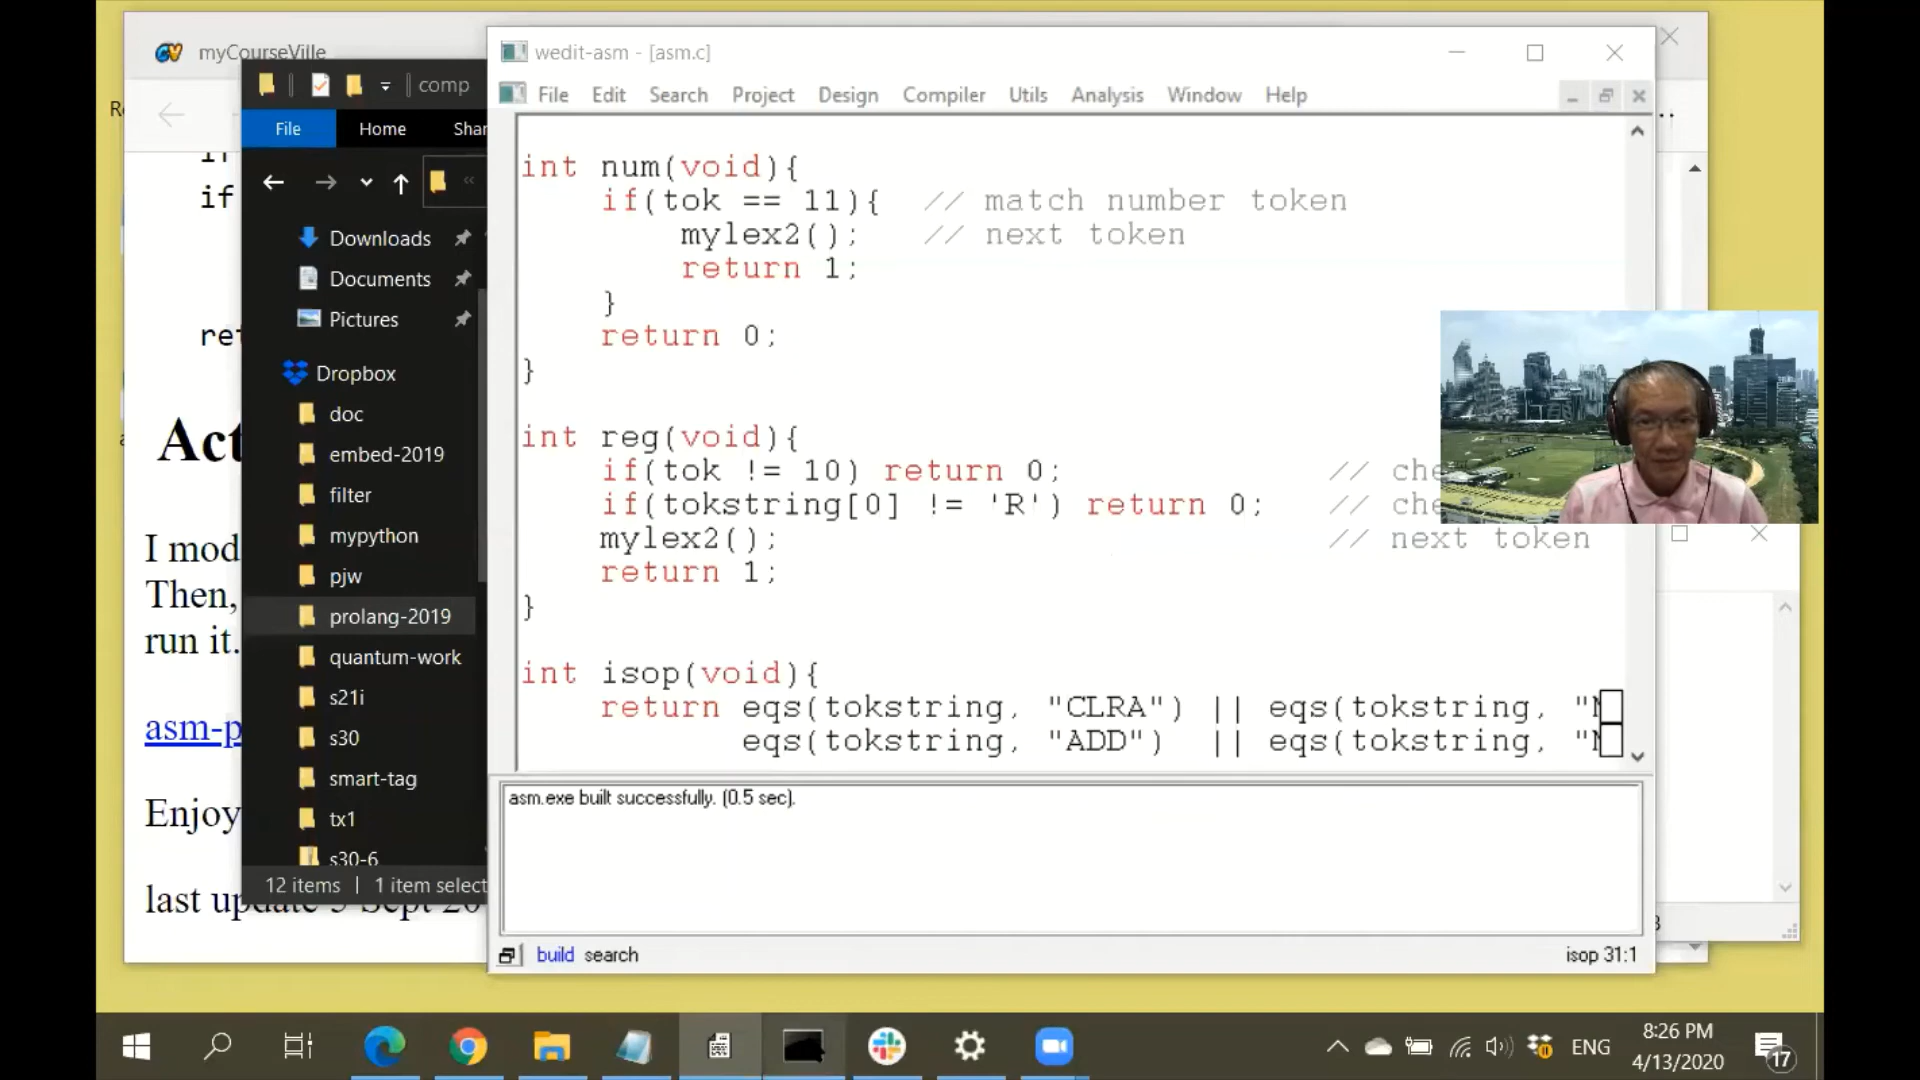 myCourseVille
if
ret
Act
I mod
Then,
run it.
asm-p
Enjoy
comp
File Home Shar
Downloads
Documents
Pictures
Dropbox
doc
embed-2019
filter
mypython
pjw
prolang-2019
quantum-work
s21i
s30
smart-tag
tx1
s30-6
12 items | 1 item select
wedit-asm - [asm.c]
File Edit Search Project Design Compiler Utils Analysis Window Help
int num(void){
if(tok == 11){ // match number token
mylex2(); // next token
return 1;
}
return 0;
}
int reg(void){
if(tok != 10) return 0; // che
if(tokstring[0] != 'R') return 0; // che
mylex2(); // next token
return 1;
}
int isop(void){
return eqs(tokstring, "CLRA") || eqs(tokstring, "
eqs(tokstring, "ADD") || eqs(tokstring, "
asm.exe built successfully. (0.5 sec).
build search
isop 31:1
ENG
8:26 PM
4/13/2020
17